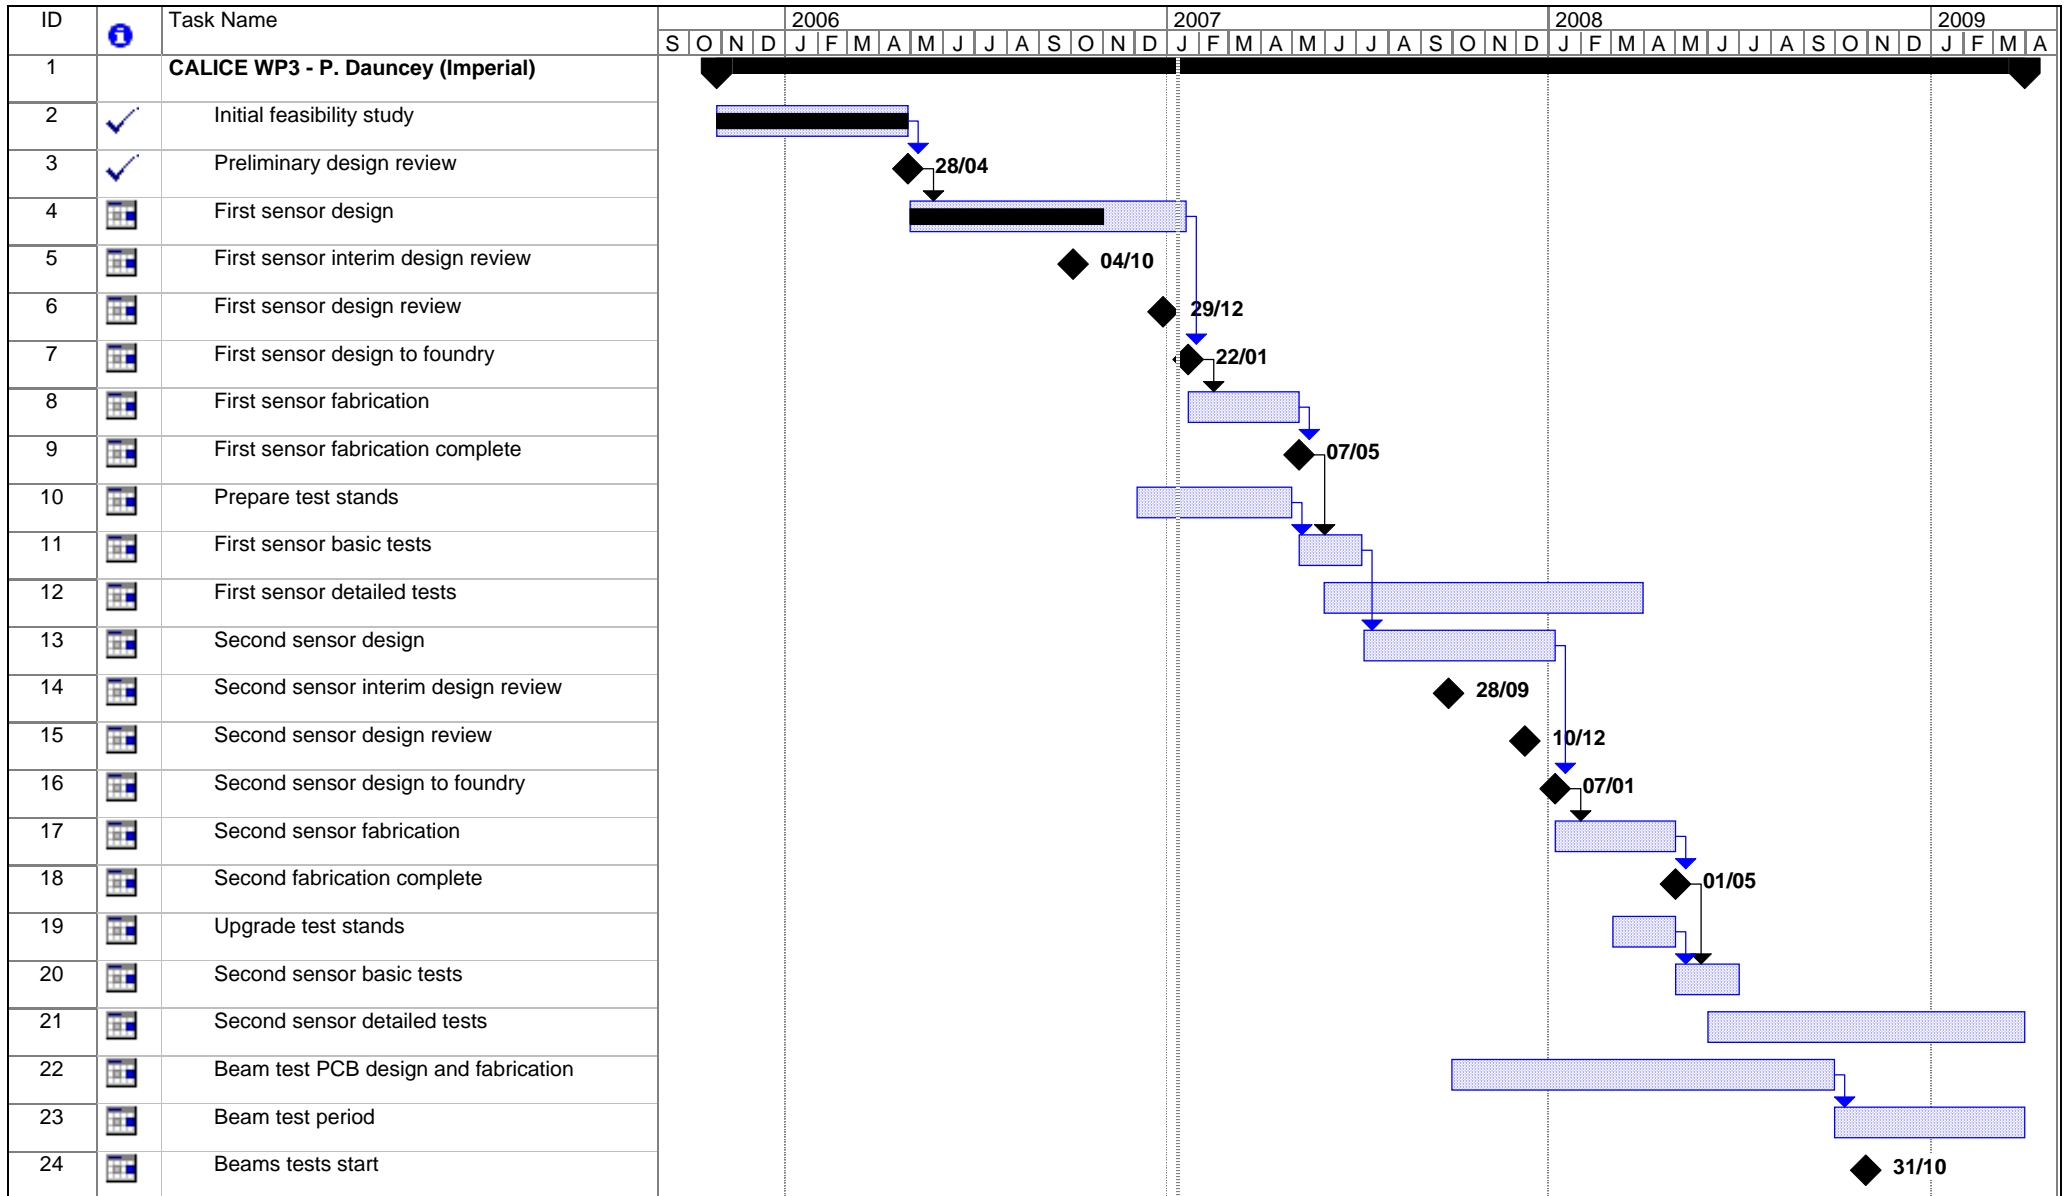 ID Task Name 2006 2007 2008 2009
S O N D J F M A M J J A S O N D J F M A M J J A S O N D J F M A M J J A S O N D J F M A
1 CALICE WP3 - P. Dauncey (Imperial)
2 Initial feasibility study
3 Preliminary design review 28/04
4 First sensor design
5 First sensor interim design review 04/10
6 First sensor design review 29/12
7 First sensor design to foundry 22/01
8 First sensor fabrication
9 First sensor fabrication complete 07/05
10 Prepare test stands
11 First sensor basic tests
12 First sensor detailed tests
13 Second sensor design
14 Second sensor interim design review 28/09
15 Second sensor design review 10/12
16 Second sensor design to foundry 07/01
17 Second sensor fabrication
18 Second fabrication complete 01/05
19 Upgrade test stands
20 Second sensor basic tests
21 Second sensor detailed tests
22 Beam test PCB design and fabrication
23 Beam test period
24 Beams tests start 31/10